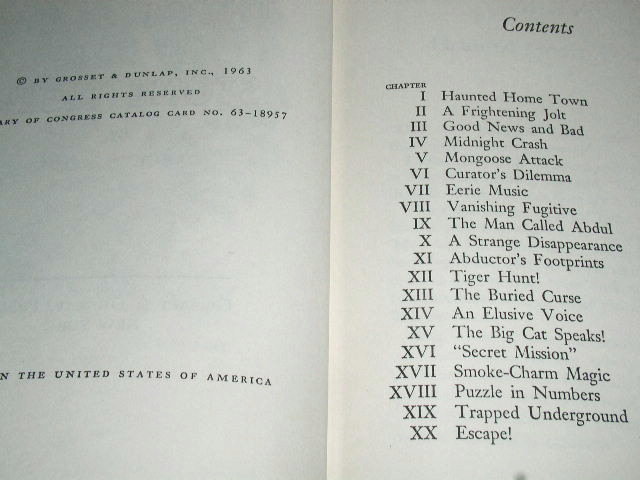 © BY GROSSET & DUNLAP, INC., 1963
ALL RIGHTS RESERVED
OF CONGRESS CATALOG CARD NO. 63-18957
THE UNITED STATES OF AMERICA
Contents
CHAPTER
I Haunted Home Town
II A Frightening Jolt
III Good News and Bad
IV Midnight Crash
V Mongoose Attack
VI Curator's Dilemma
VII Eerie Music
VIII Vanishing Fugitive
IX The Man Called Abdul
X A Strange Disappearance
XI Abductor's Footprints
XII Tiger Hunt!
XIII The Buried Curse
XIV An Elusive Voice
XV The Big Cat Speaks!
XVI "Secret Mission"
XVII Smoke-Charm Magic
XVIII Puzzle in Numbers
XIX Trapped Underground
XX Escape!